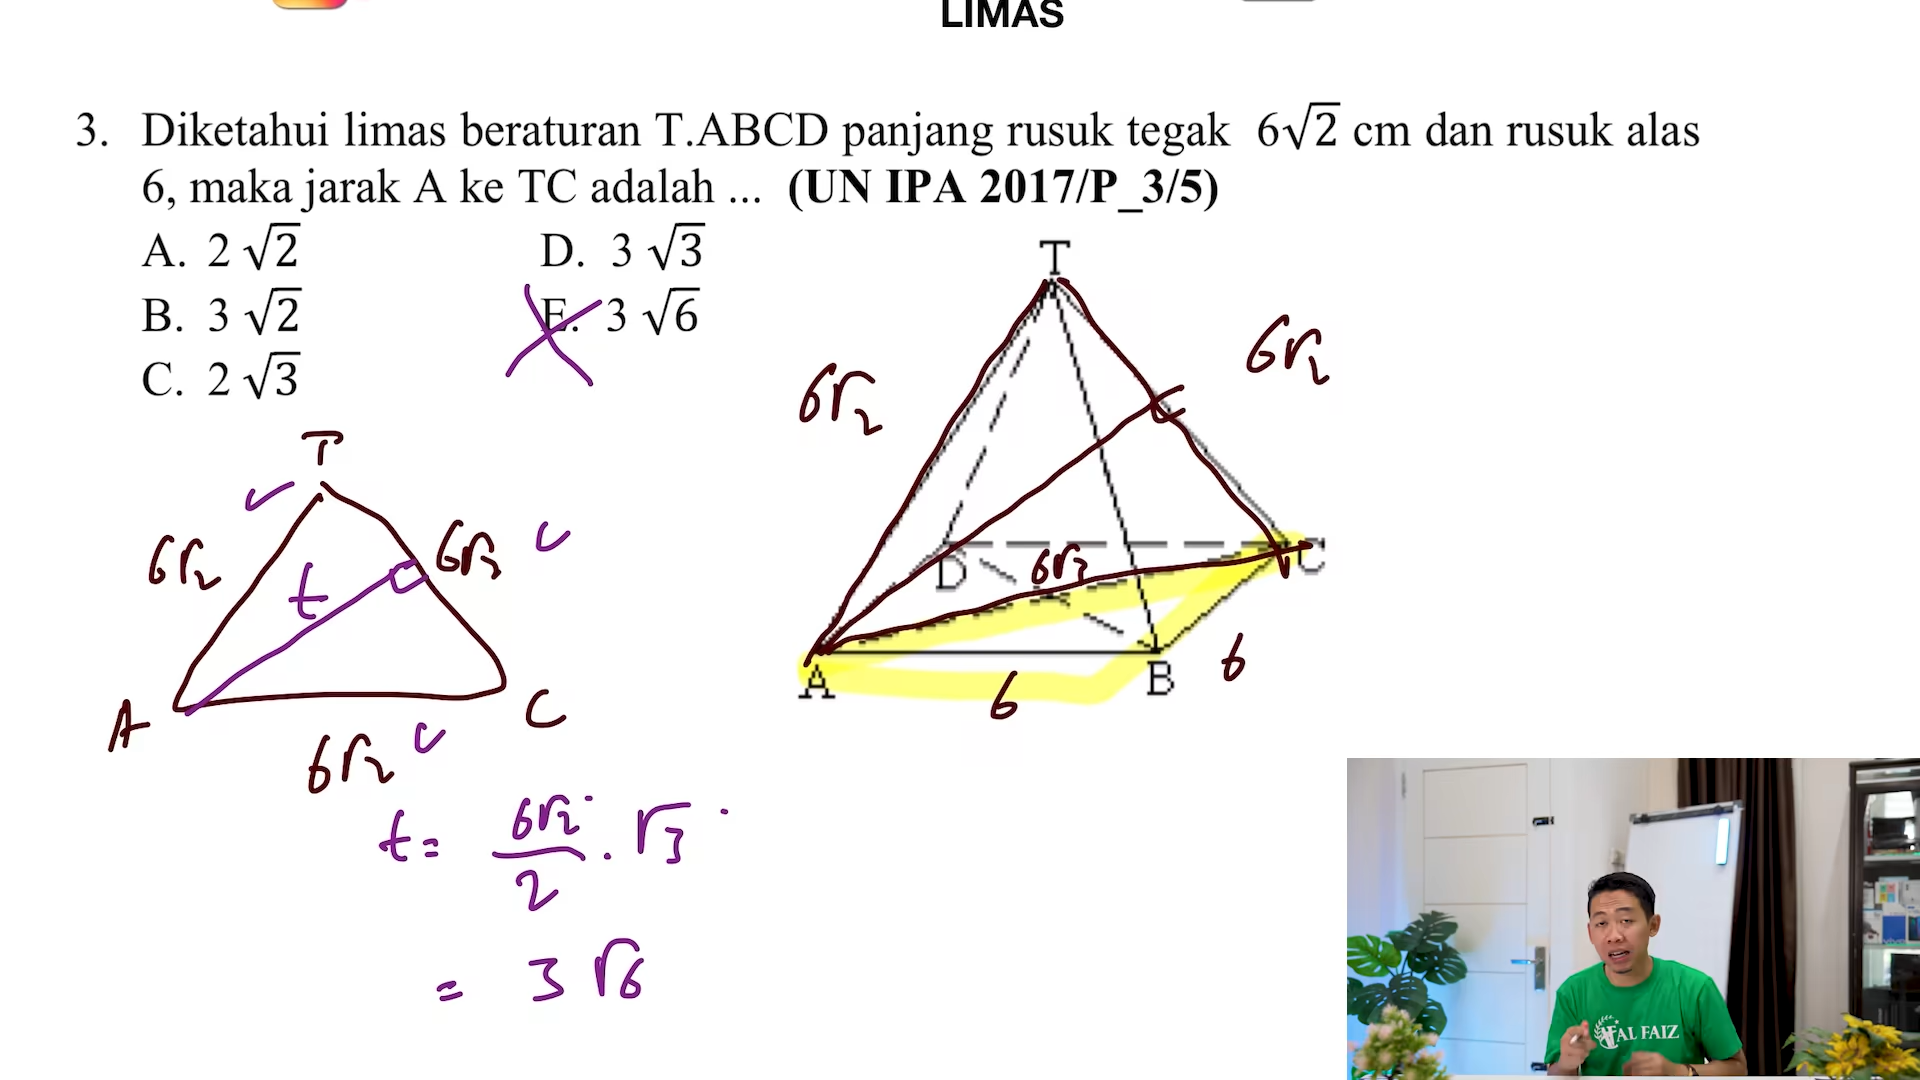 LIMAS
3. Diketahui limas beraturan T.ABCD panjang rusuk tegak 6√2 cm dan rusuk alas
6, maka jarak A ke TC adalah ... (UN IPA 2017/P_3/5)
A. 2 √2 D. 3 √3
B. 3 √2 E. 3 √6
C. 2 √3
T
6√2
6√2
D
6√2
C
A
6
B
6
T
6√2
t
6√2
A
C
6√2
t = 6√2/2 . √3
= 3√6
AL FAIZ